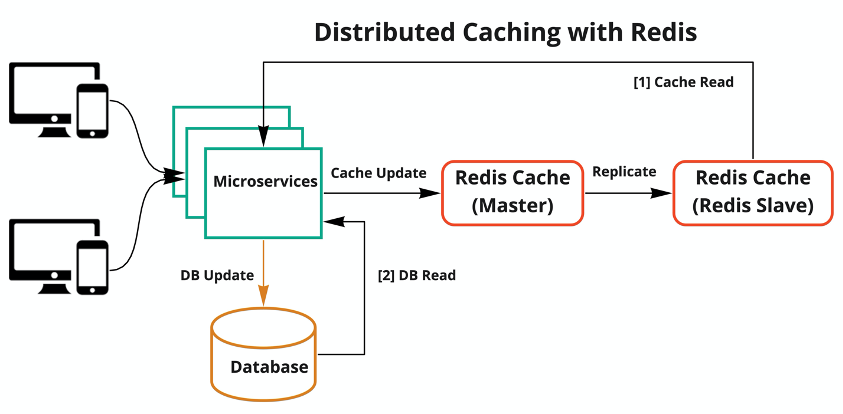 Distributed Caching with Redis
[1] Cache Read
Microservices
Cache Update
Redis Cache
(Master)
Replicate
Redis Cache
(Redis Slave)
DB Update
[2] DB Read
Database